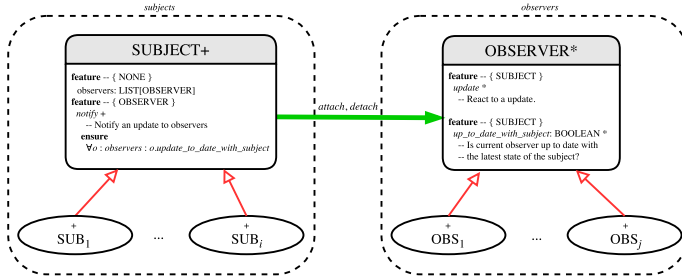 subjects
observers
SUBJECT+
feature -- { NONE }
observers: LIST[OBSERVER]
feature -- { OBSERVER }
notify +
-- Notify an update to observers
ensure
∀o : observers : o.update_to_date_with_subject
attach, detach
OBSERVER*
feature -- { SUBJECT }
update *
-- React to a update.
feature -- { SUBJECT }
up_to_date_with_subject: BOOLEAN *
-- Is current observer up to date with
-- the latest state of the subject?
+
SUB1
...
+
SUBi
+
OBS1
...
+
OBSj